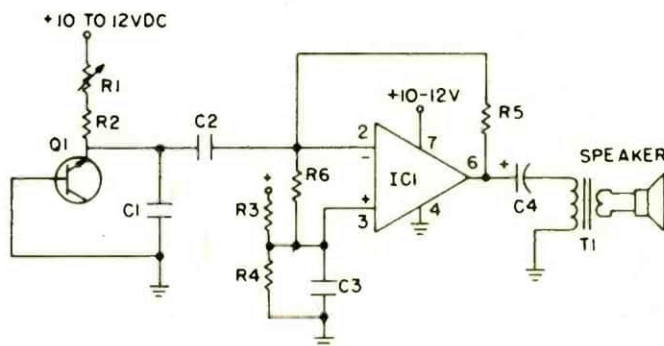 +10 TO 12VDC
R1
R2
Q1
C1
C2
2
-
R6
+
R3
R4
+
3
C3
+10-12V
7
IC1
6
4
R5
+
C4
T1
SPEAKER